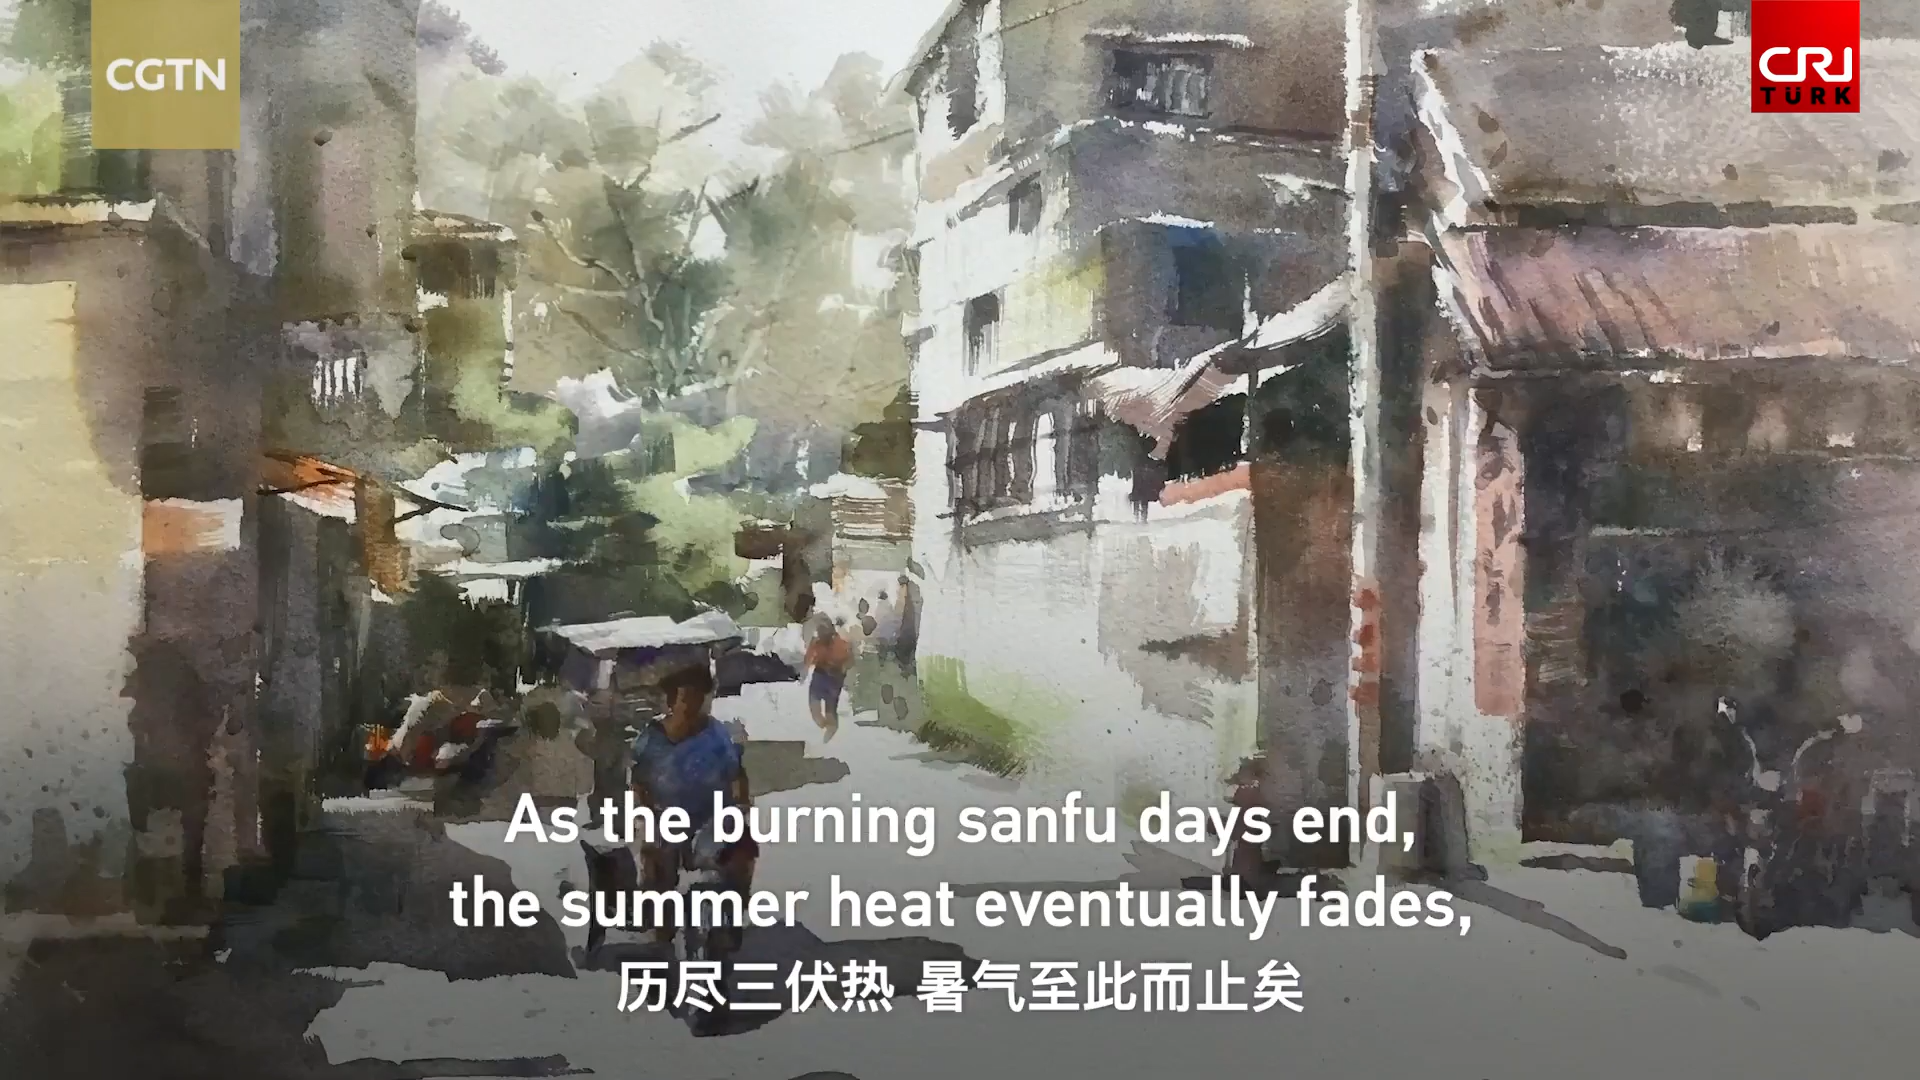 CGTN
CRI
TÜRK
As the burning sanfu days end,
the summer heat eventually fades,
历尽三伏热 暑气至此而止矣